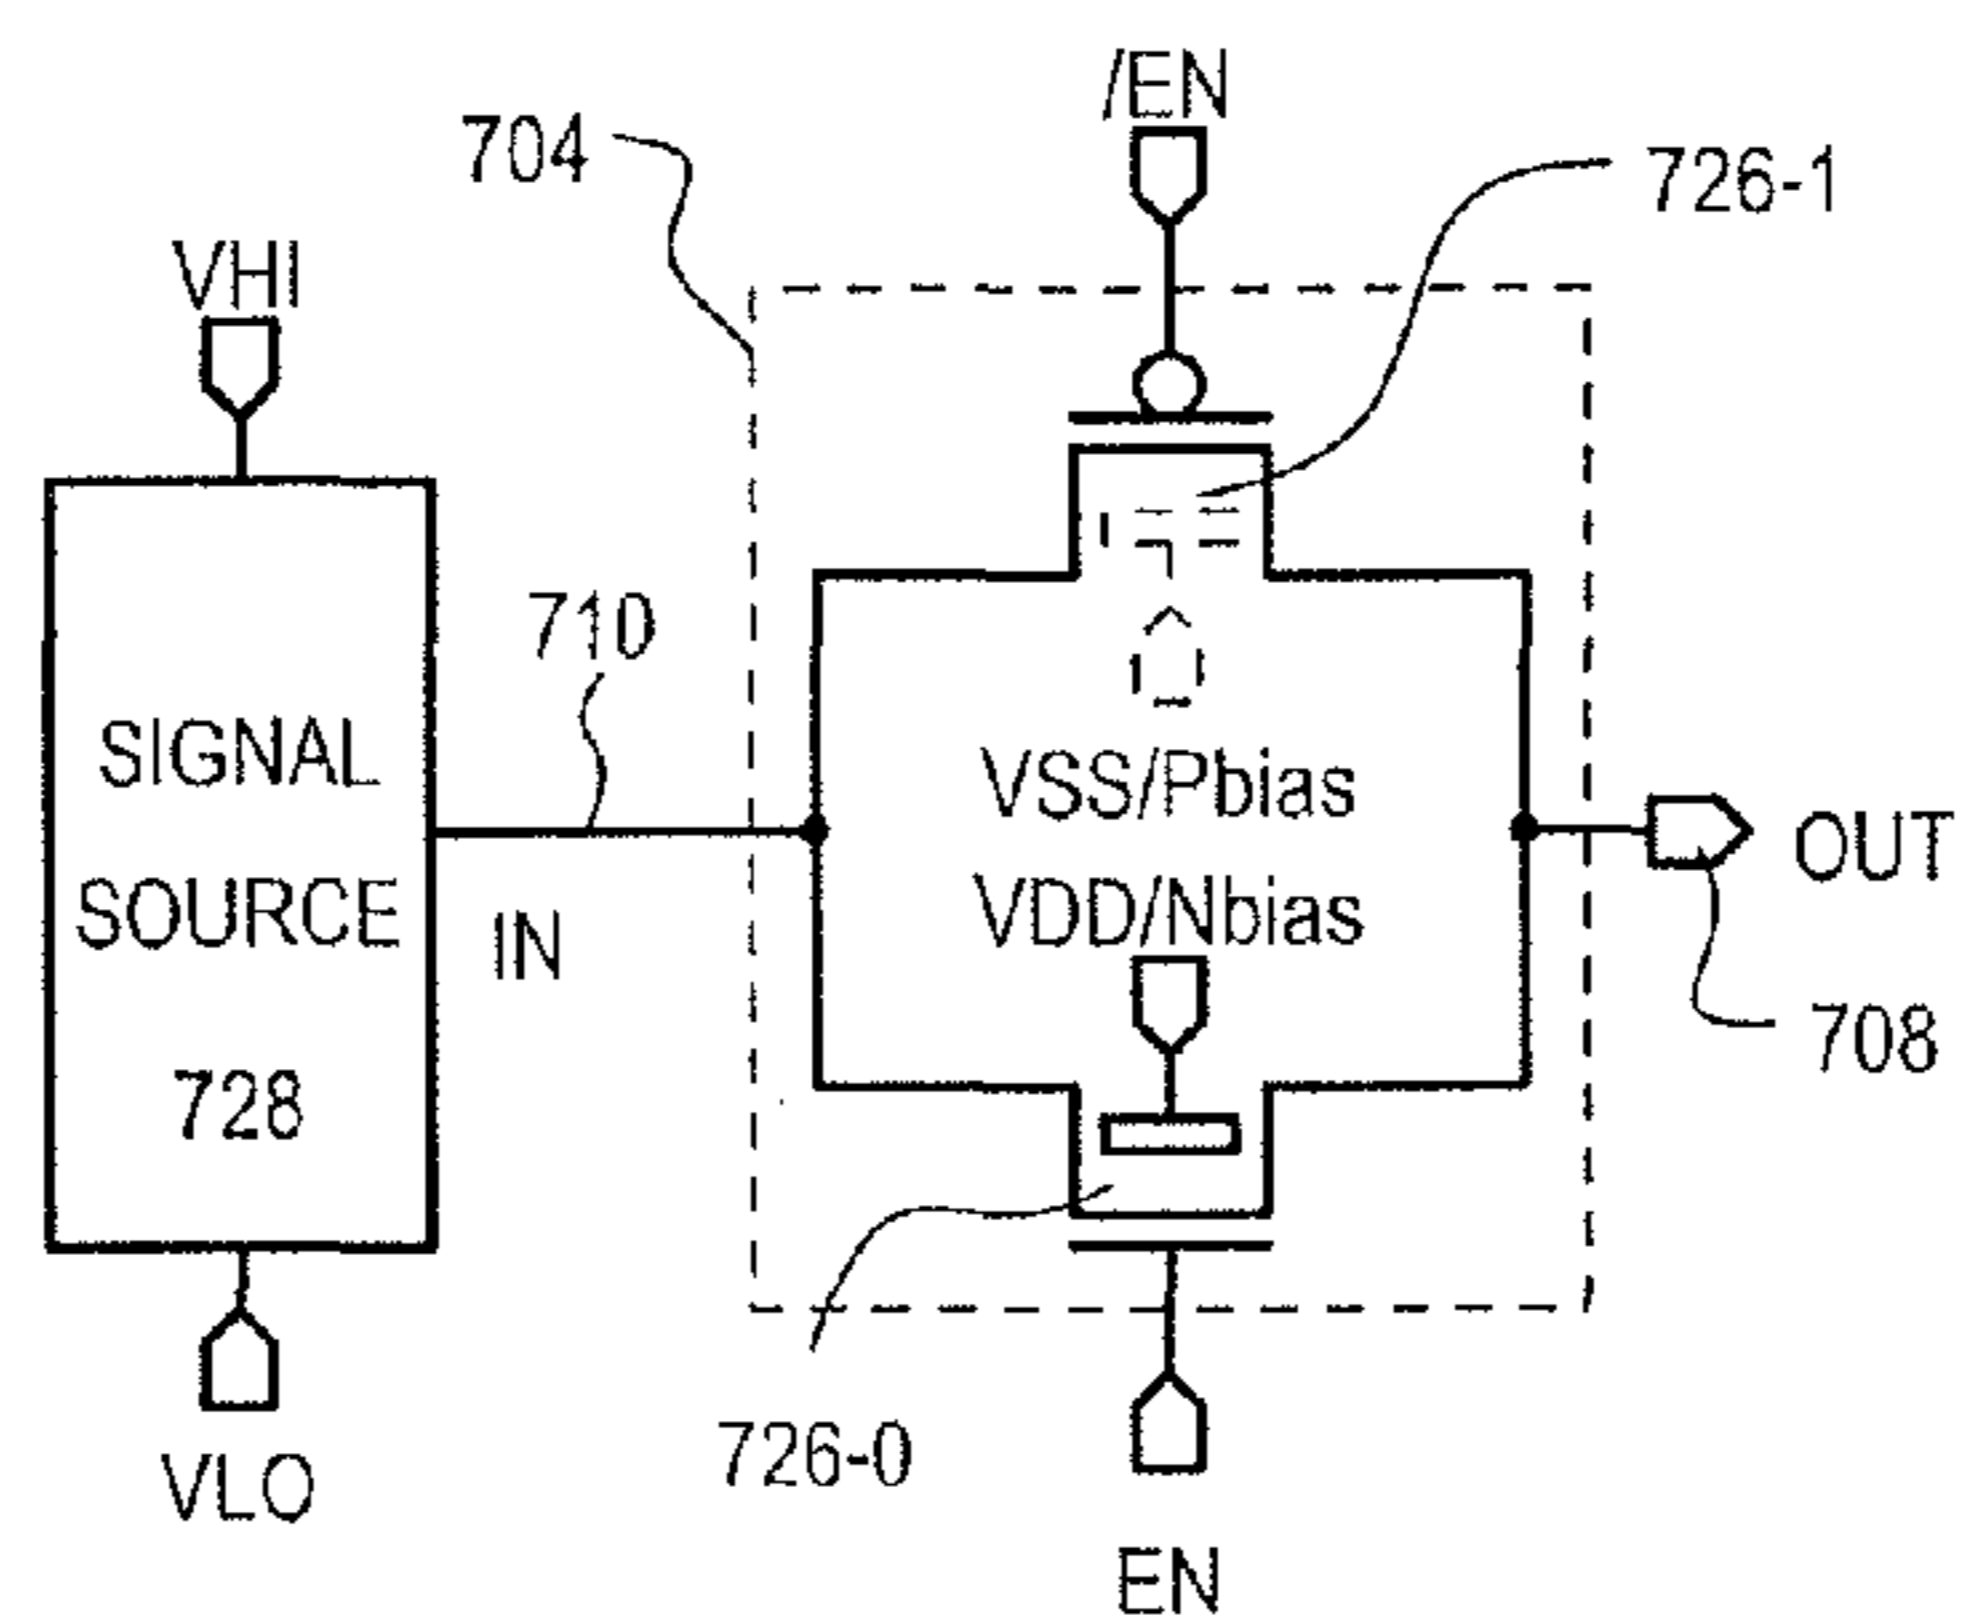 /EN
704
726-1
VHI
710
SIGNAL
SOURCE
728
VSS/Pbias
VDD/Nbias
OUT
IN
708
726-0
VLO
EN